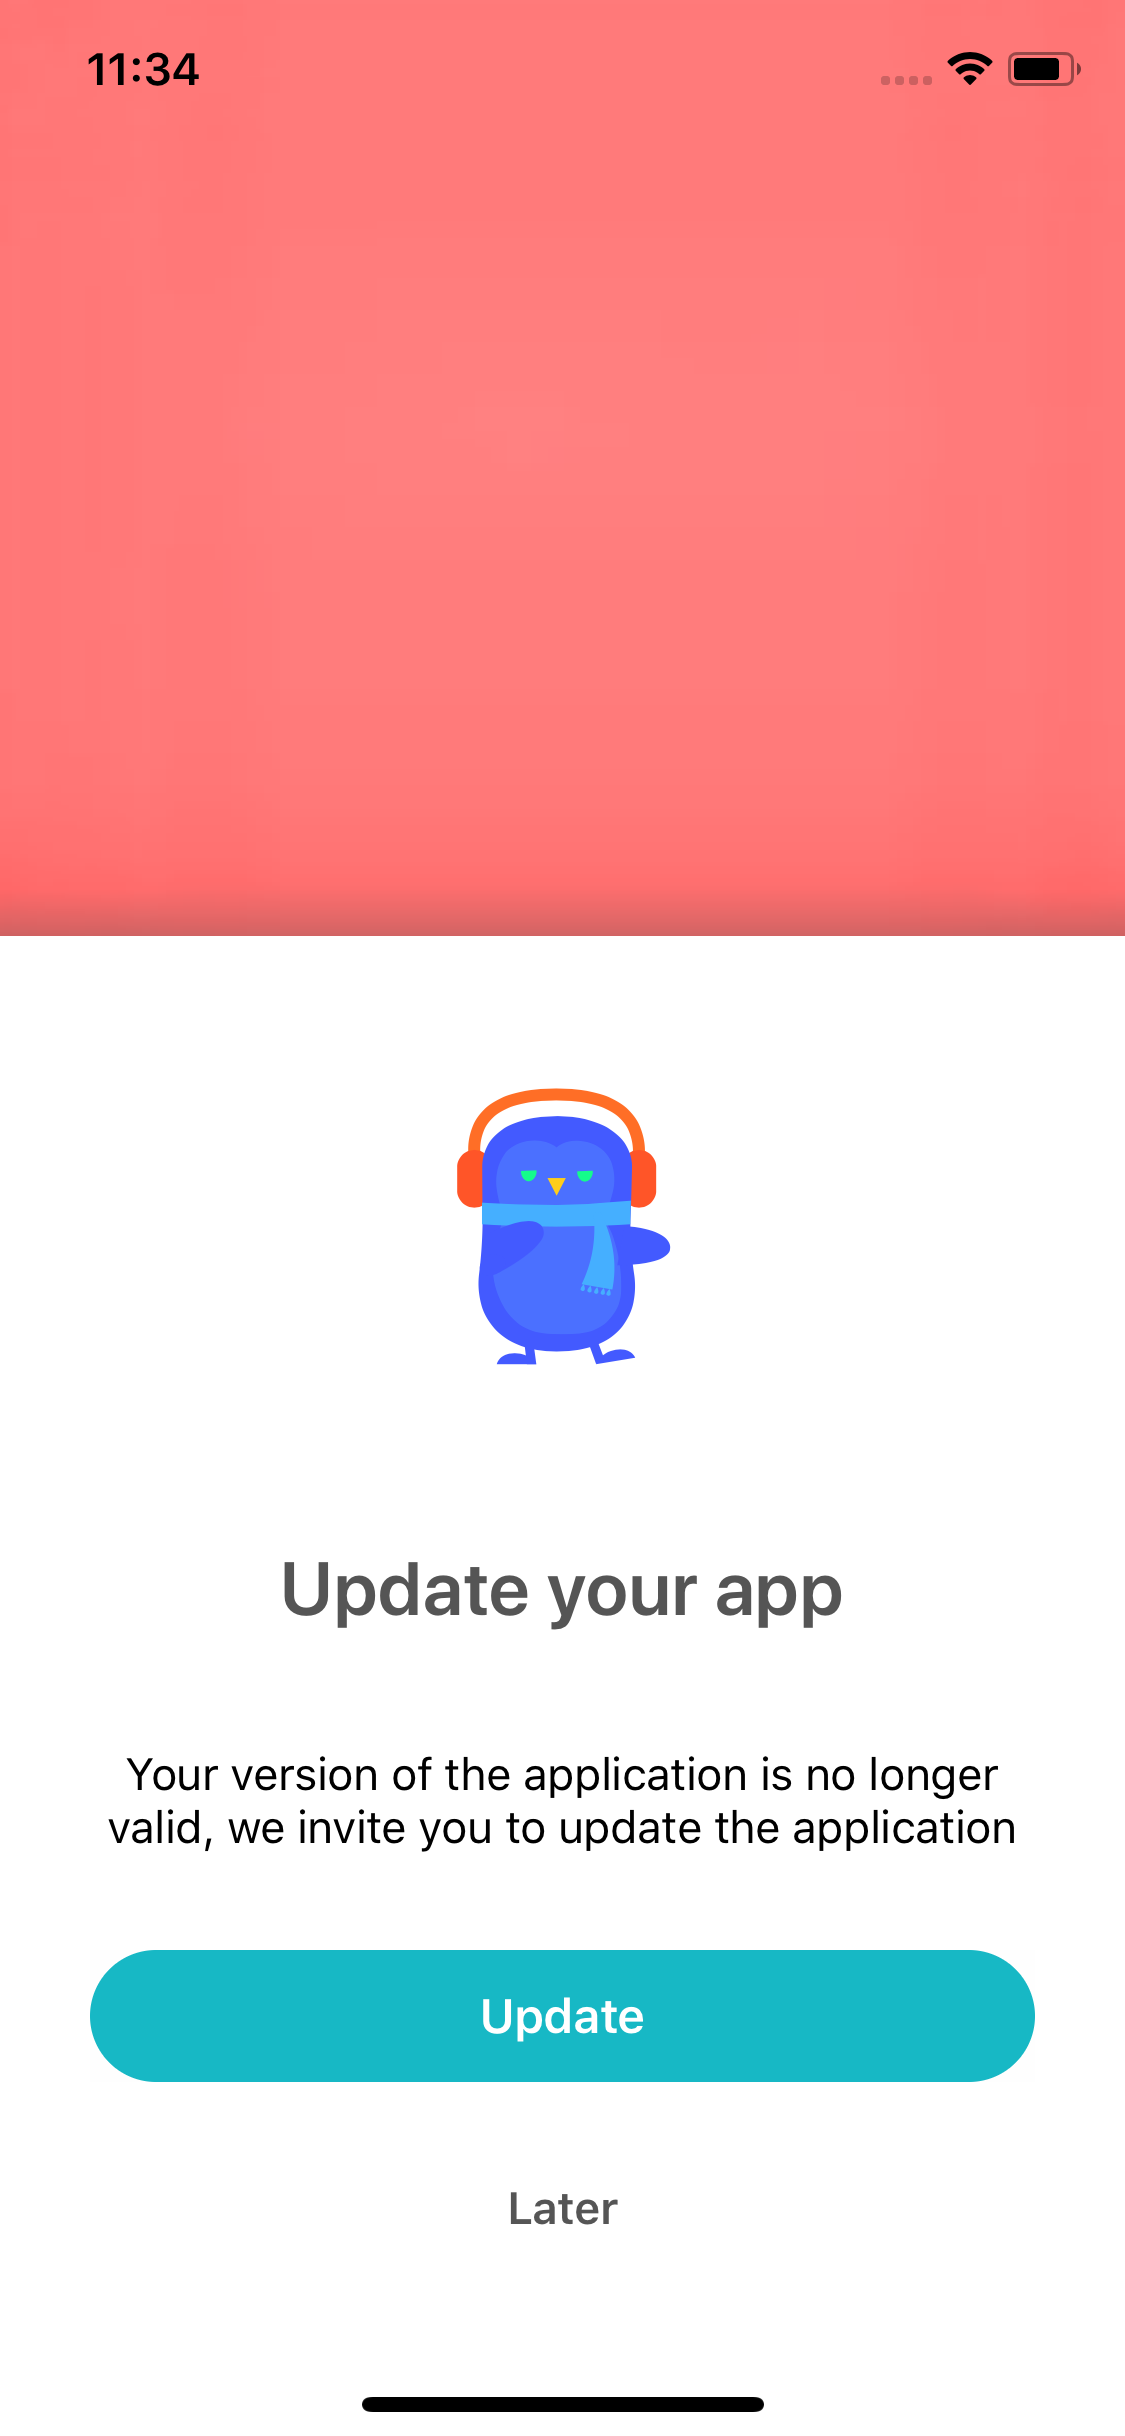 11:34
Update your app
Your version of the application is no longer
valid, we invite you to update the application
Update
Later